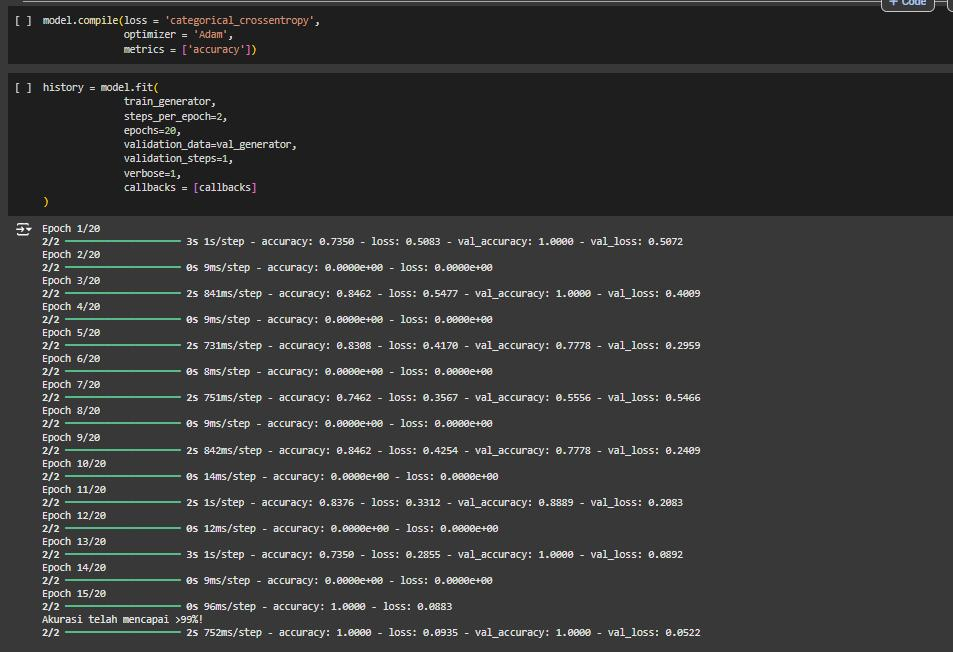 + Code
[ ] model.compile(loss = 'categorical_crossentropy',
optimizer = 'Adam',
metrics = ['accuracy'])
[ ] history = model.fit(
train_generator,
steps_per_epoch=2,
epochs=20,
validation_data=val_generator,
validation_steps=1,
verbose=1,
callbacks = [callbacks]
)
Epoch 1/20
2/2 3s 1s/step - accuracy: 0.7350 - loss: 0.5083 - val_accuracy: 1.0000 - val_loss: 0.5072
Epoch 2/20
2/2 0s 9ms/step - accuracy: 0.0000e+00 - loss: 0.0000e+00
Epoch 3/20
2/2 2s 841ms/step - accuracy: 0.8462 - loss: 0.5477 - val_accuracy: 1.0000 - val_loss: 0.4009
Epoch 4/20
2/2 0s 9ms/step - accuracy: 0.0000e+00 - loss: 0.0000e+00
Epoch 5/20
2/2 2s 731ms/step - accuracy: 0.8308 - loss: 0.4170 - val_accuracy: 0.7778 - val_loss: 0.2959
Epoch 6/20
2/2 0s 8ms/step - accuracy: 0.0000e+00 - loss: 0.0000e+00
Epoch 7/20
2/2 2s 751ms/step - accuracy: 0.7462 - loss: 0.3567 - val_accuracy: 0.5556 - val_loss: 0.5466
Epoch 8/20
2/2 0s 9ms/step - accuracy: 0.0000e+00 - loss: 0.0000e+00
Epoch 9/20
2/2 2s 842ms/step - accuracy: 0.8462 - loss: 0.4254 - val_accuracy: 0.7778 - val_loss: 0.2409
Epoch 10/20
2/2 0s 14ms/step - accuracy: 0.0000e+00 - loss: 0.0000e+00
Epoch 11/20
2/2 2s 1s/step - accuracy: 0.8376 - loss: 0.3312 - val_accuracy: 0.8889 - val_loss: 0.2083
Epoch 12/20
2/2 0s 12ms/step - accuracy: 0.0000e+00 - loss: 0.0000e+00
Epoch 13/20
2/2 3s 1s/step - accuracy: 0.7350 - loss: 0.2855 - val_accuracy: 1.0000 - val_loss: 0.0892
Epoch 14/20
2/2 0s 9ms/step - accuracy: 0.0000e+00 - loss: 0.0000e+00
Epoch 15/20
2/2 0s 96ms/step - accuracy: 1.0000 - loss: 0.0883
Akurasi telah mencapai >99%!
2/2 2s 752ms/step - accuracy: 1.0000 - loss: 0.0935 - val_accuracy: 1.0000 - val_loss: 0.0522